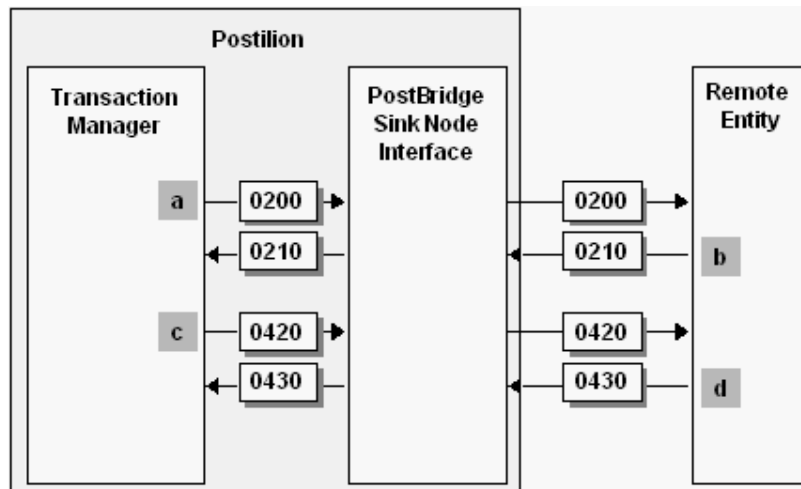 Postilion
Transaction
Manager
PostBridge
Sink Node
Interface
Remote
Entity
a
0200
0200
0210
0210
b
c
0420
0420
0430
0430
d